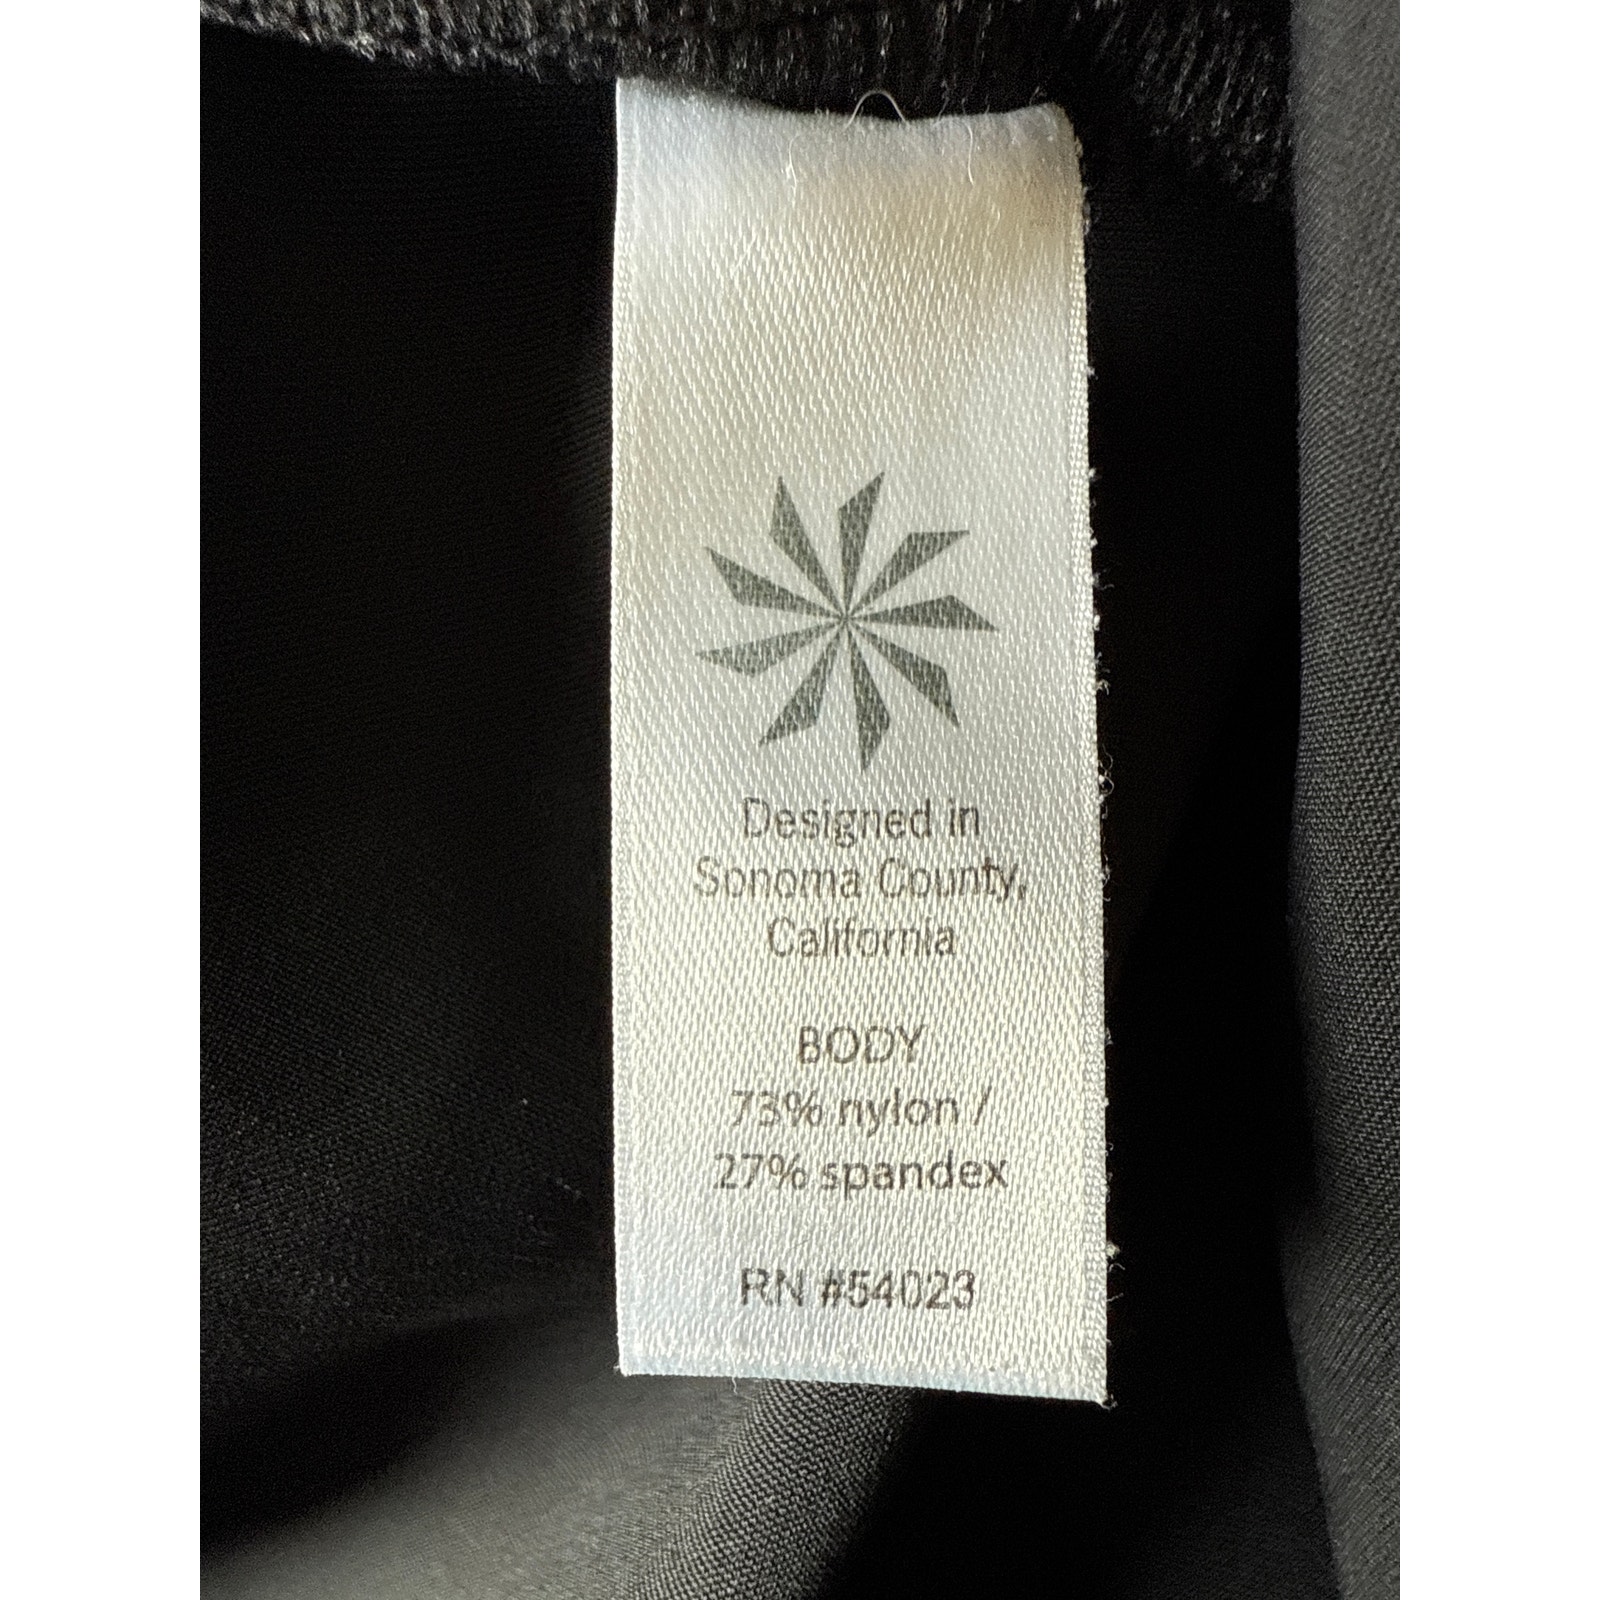 Designed in
Sonoma County,
California
BODY
73% nylon /
27% spandex
RN #54023